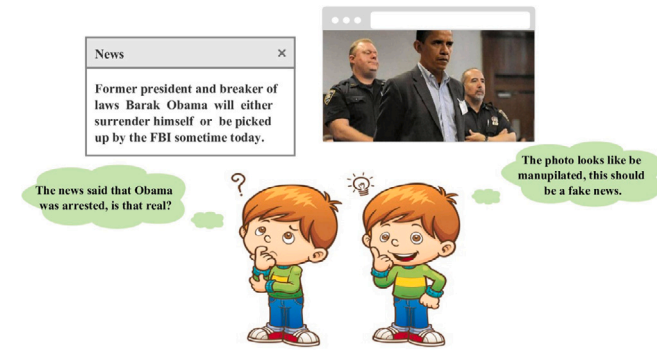 News
Former president and breaker of
laws Barak Obama will either
surrender himself or be picked
up by the FBI sometime today.
The news said that Obama
was arrested, is that real?
The photo looks like be
manupilated, this should
be a fake news.